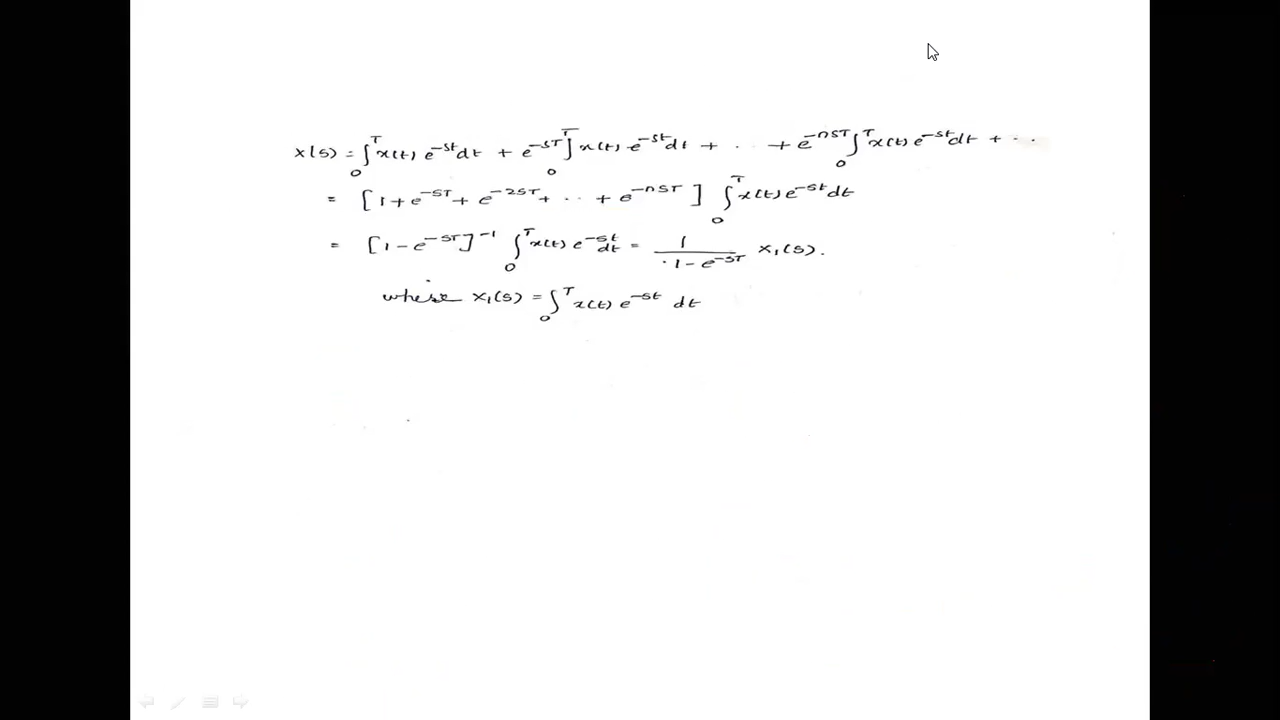 X(s) = ∫₀ᵀ x(t) e^{-st} dt + e^{-sT} ∫₀ᵀ x(t) e^{-st} dt + · · + e^{-nsT} ∫₀ᵀ x(t) e^{-st} dt + · ·
= [1 + e^{-sT} + e^{-2sT} + · · + e^{-nsT}] ∫₀ᵀ x(t) e^{-st} dt
= [1 - e^{-sT}]^{-1} ∫₀ᵀ x(t) e^{-st} dt = 1/(1 - e^{-sT}) X₁(s).
where X₁(s) = ∫₀ᵀ x(t) e^{-st} dt